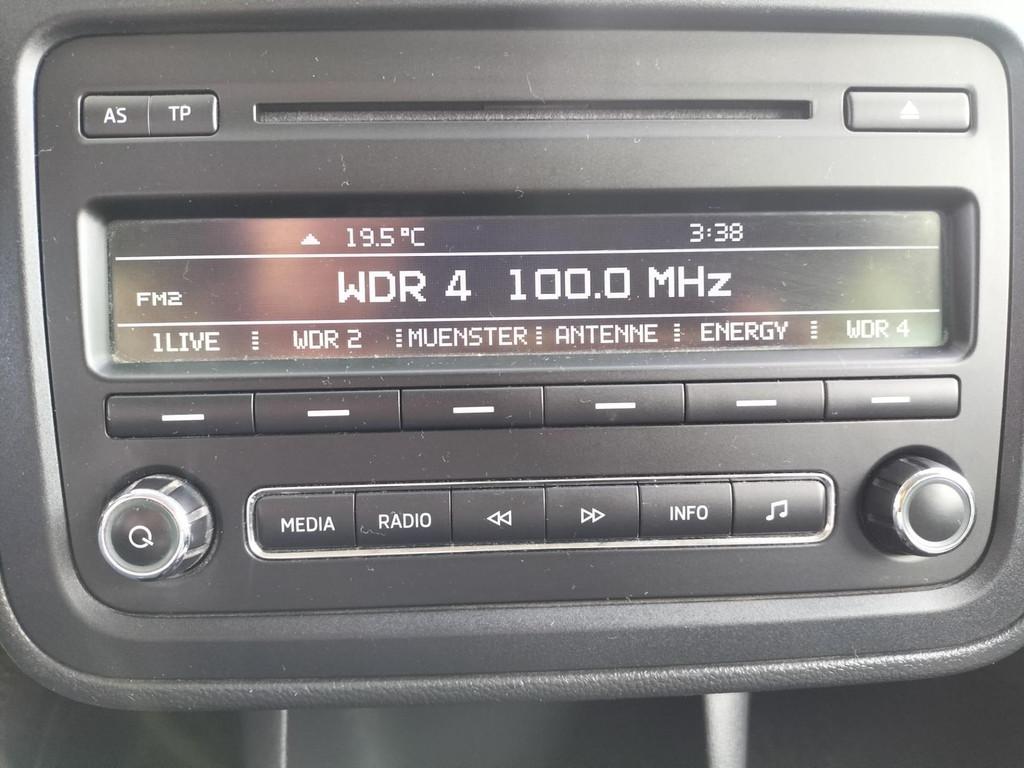 AS TP
19.5°C 3:38
WDR 4 100.0 MHz
FM2
1LIVE WDR 2 MUENSTER ANTENNE ENERGY WDR 4
MEDIA RADIO INFO